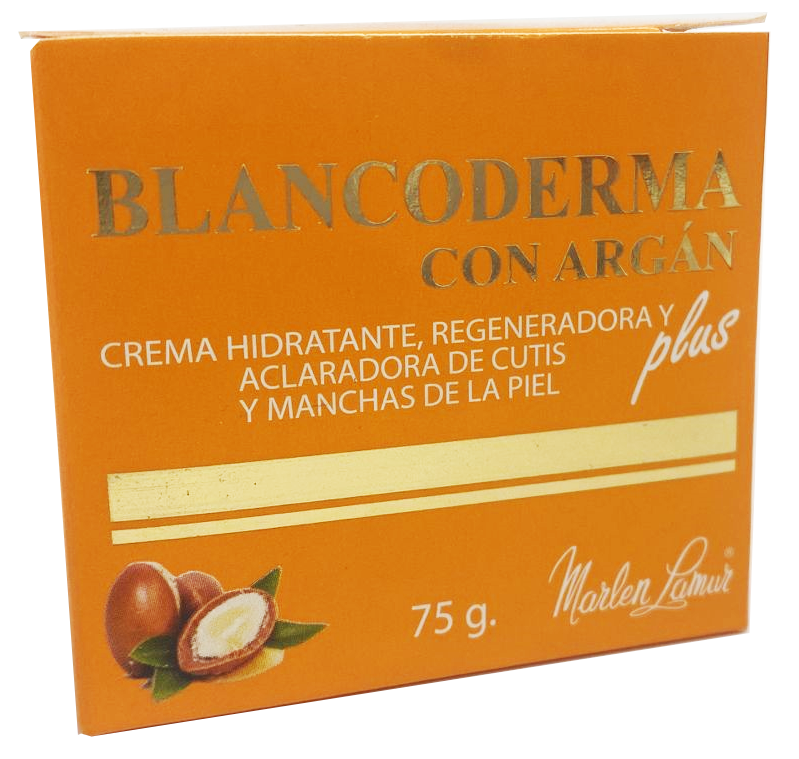 BLANCODERMA
CON ARGÁN
CREMA HIDRATANTE, REGENERADORA Y
ACLARADORA DE CUTIS
Y MANCHAS DE LA PIEL
plus
75 g.
Marlen Lamur®